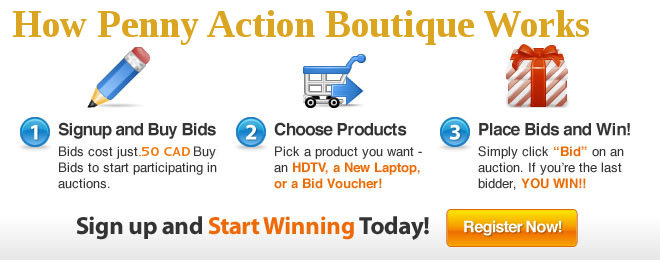 How Penny Action Boutique Works
1 Signup and Buy Bids
Bids cost just.50 CAD Buy
Bids to start participating in
auctions.
2 Choose Products
Pick a product you want -
an HDTV, a New Laptop,
or a Bid Voucher!
3 Place Bids and Win!
Simply click “Bid” on an
auction. If you're the last
bidder, YOU WIN!!
Sign up and Start Winning Today!
Register Now!